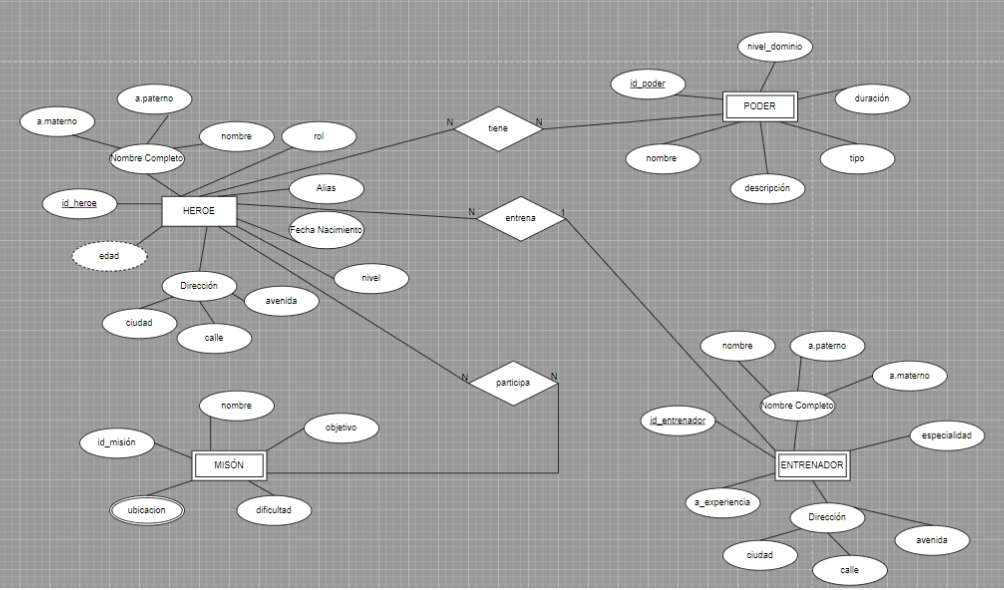 nivel_dominio
id_poder
duración
PODER
a.paterno
a.materno
nombre
rol
N
tiene
N
Nombre Completo
nombre
tipo
descripción
Alias
id_heroe
HEROE
N
entrena
1
Fecha Nacimiento
edad
nivel
Dirección
avenida
ciudad
calle
nombre
a.paterno
N
participa
N
a.materno
nombre
Nombre Completo
objetivo
id_entrenador
id_misión
especialidad
MISÓN
ENTRENADOR
a_experiencia
ubicacion
dificultad
Dirección
avenida
ciudad
calle